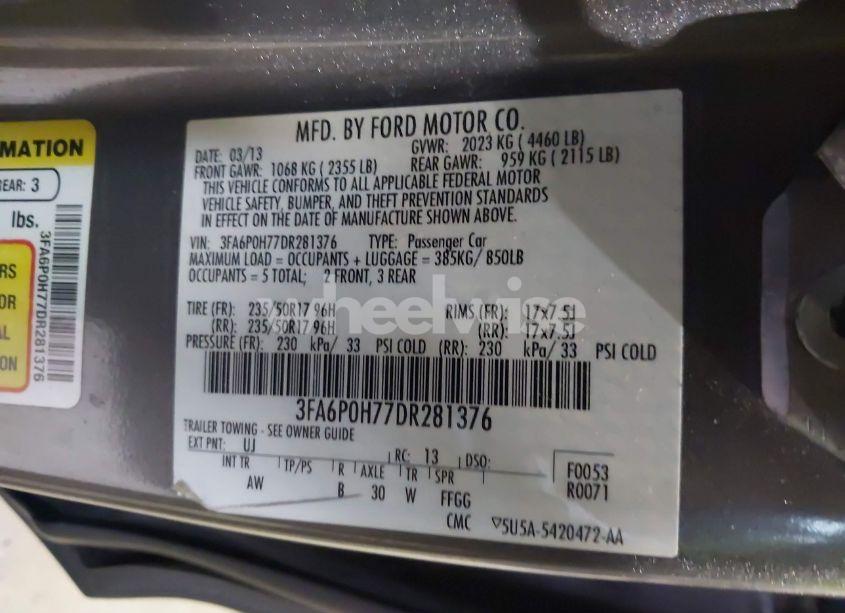 MFD. BY FORD MOTOR CO.
DATE: 03/13 GVWR: 2023 KG ( 4460 LB)
FRONT GAWR: 1068 KG ( 2355 LB) REAR GAWR: 959 KG ( 2115 LB)
THIS VEHICLE CONFORMS TO ALL APPLICABLE FEDERAL MOTOR
VEHICLE SAFETY, BUMPER, AND THEFT PREVENTION STANDARDS
IN EFFECT ON THE DATE OF MANUFACTURE SHOWN ABOVE.
VIN: 3FA6P0H77DR281376 TYPE: Passenger Car
MAXIMUM LOAD = OCCUPANTS + LUGGAGE = 385KG/ 850LB
OCCUPANTS = 5 TOTAL; 2 FRONT, 3 REAR
TIRE (FR): 235/50R17 96H RIMS (FR): 17x7.5J
(RR): 235/50R17 96H (RR): 17x7.5J
PRESSURE (FR): 230 kPa/ 33 PSI COLD (RR): 230 kPa/ 33 PSI COLD
3FA6P0H77DR281376
TRAILER TOWING - SEE OWNER GUIDE
EXT PNT: UJ RC: 13 DSO:
INT TR TP/PS R AXLE TR SPR
AW B 30 W FFGG
CMC
F0053
R0071
5U5A-5420472-AA
MATION
REAR: 3
lbs.
RS
OR
AL
ION
3FA6P0H77DR281376
wheelwise